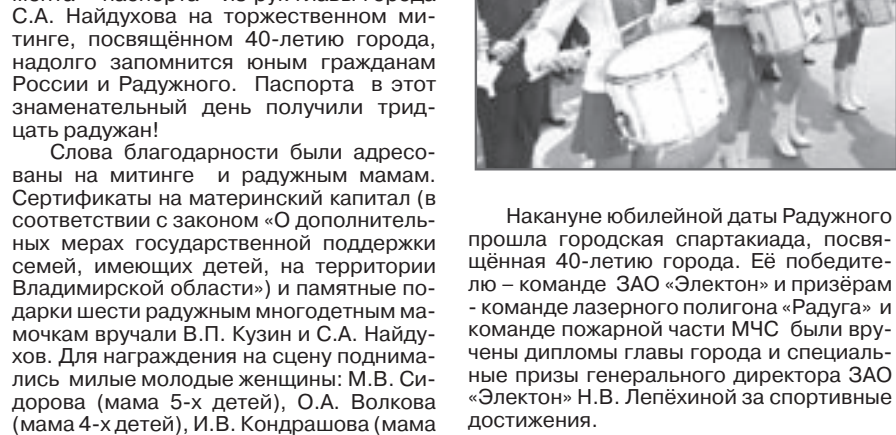 С.А. Найдухова на торжественном ми-
тинге, посвящённом 40-летию города,
надолго запомнится юным гражданам
России и Радужного. Паспорта в этот
знаменательный день получили трид-
цать радужан!
Слова благодарности были адресо-
ваны на митинге и радужным мамам.
Сертификаты на материнский капитал (в
соответствии с законом «О дополнитель-
ных мерах государственной поддержки
семей, имеющих детей, на территории
Владимирской области») и памятные по-
дарки шести радужным многодетным ма-
мочкам вручали В.П. Кузин и С.А. Найду-
хов. Для награждения на сцену поднима-
лись милые молодые женщины: М.В. Си-
дорова (мама 5-х детей), О.А. Волкова
(мама 4-х детей), И.В. Кондрашова (мама
Накануне юбилейной даты Радужного
прошла городская спартакиада, посвя-
щённая 40-летию города. Её победите-
лю – команде ЗАО «Электон» и призёрам
- команде лазерного полигона «Радуга» и
команде пожарной части МЧС были вру-
чены дипломы главы города и специаль-
ные призы генерального директора ЗАО
«Электон» Н.В. Лепёхиной за спортивные
достижения.